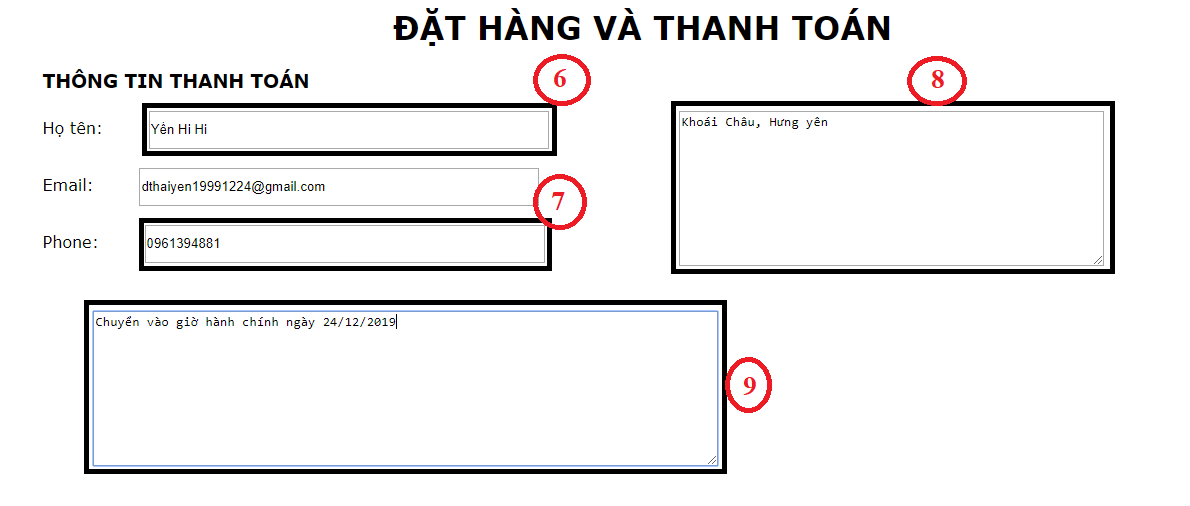 ĐẶT HÀNG VÀ THANH TOÁN
THÔNG TIN THANH TOÁN
6
8
Họ tên:
Yến Hi Hi
Khoái Châu, Hưng yên
Email:
dthaiyen19991224@gmail.com
7
Phone:
0961394881
Chuyển vào giờ hành chính ngày 24/12/2019
9